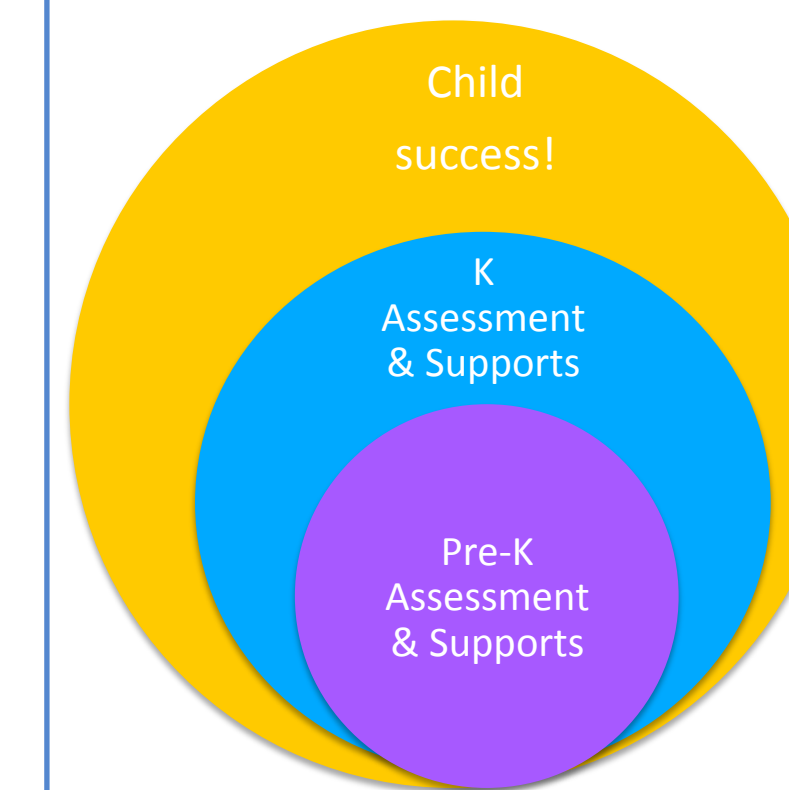 Child
success!
K
Assessment
& Supports
Pre-K
Assessment
& Supports